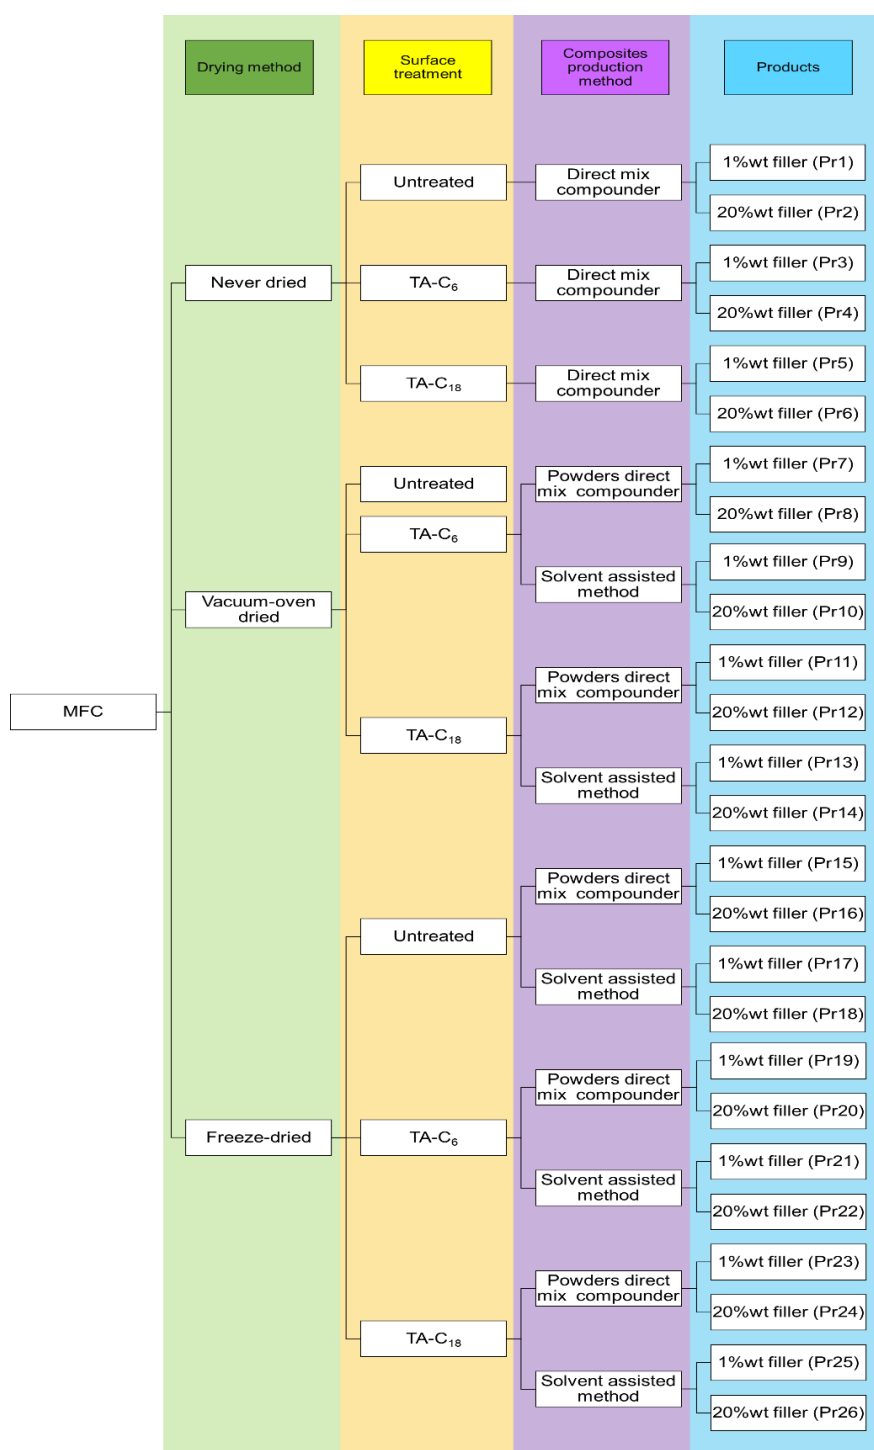 Drying method
Surface
treatment
Composites
production
method
Products
Untreated
Direct mix
compounder
1%wt filler (Pr1)
20%wt filler (Pr2)
Never dried
TA-C₆
Direct mix
compounder
1%wt filler (Pr3)
20%wt filler (Pr4)
TA-C₁₈
Direct mix
compounder
1%wt filler (Pr5)
20%wt filler (Pr6)
Untreated
Powders direct
mix compounder
1%wt filler (Pr7)
20%wt filler (Pr8)
TA-C₆
Solvent assisted
method
1%wt filler (Pr9)
20%wt filler (Pr10)
Vacuum-oven
dried
Powders direct
mix compounder
1%wt filler (Pr11)
20%wt filler (Pr12)
MFC
TA-C₁₈
Solvent assisted
method
1%wt filler (Pr13)
20%wt filler (Pr14)
Powders direct
mix compounder
1%wt filler (Pr15)
20%wt filler (Pr16)
Untreated
Solvent assisted
method
1%wt filler (Pr17)
20%wt filler (Pr18)
Powders direct
mix compounder
1%wt filler (Pr19)
20%wt filler (Pr20)
Freeze-dried
TA-C₆
Solvent assisted
method
1%wt filler (Pr21)
20%wt filler (Pr22)
Powders direct
mix compounder
1%wt filler (Pr23)
20%wt filler (Pr24)
TA-C₁₈
Solvent assisted
method
1%wt filler (Pr25)
20%wt filler (Pr26)